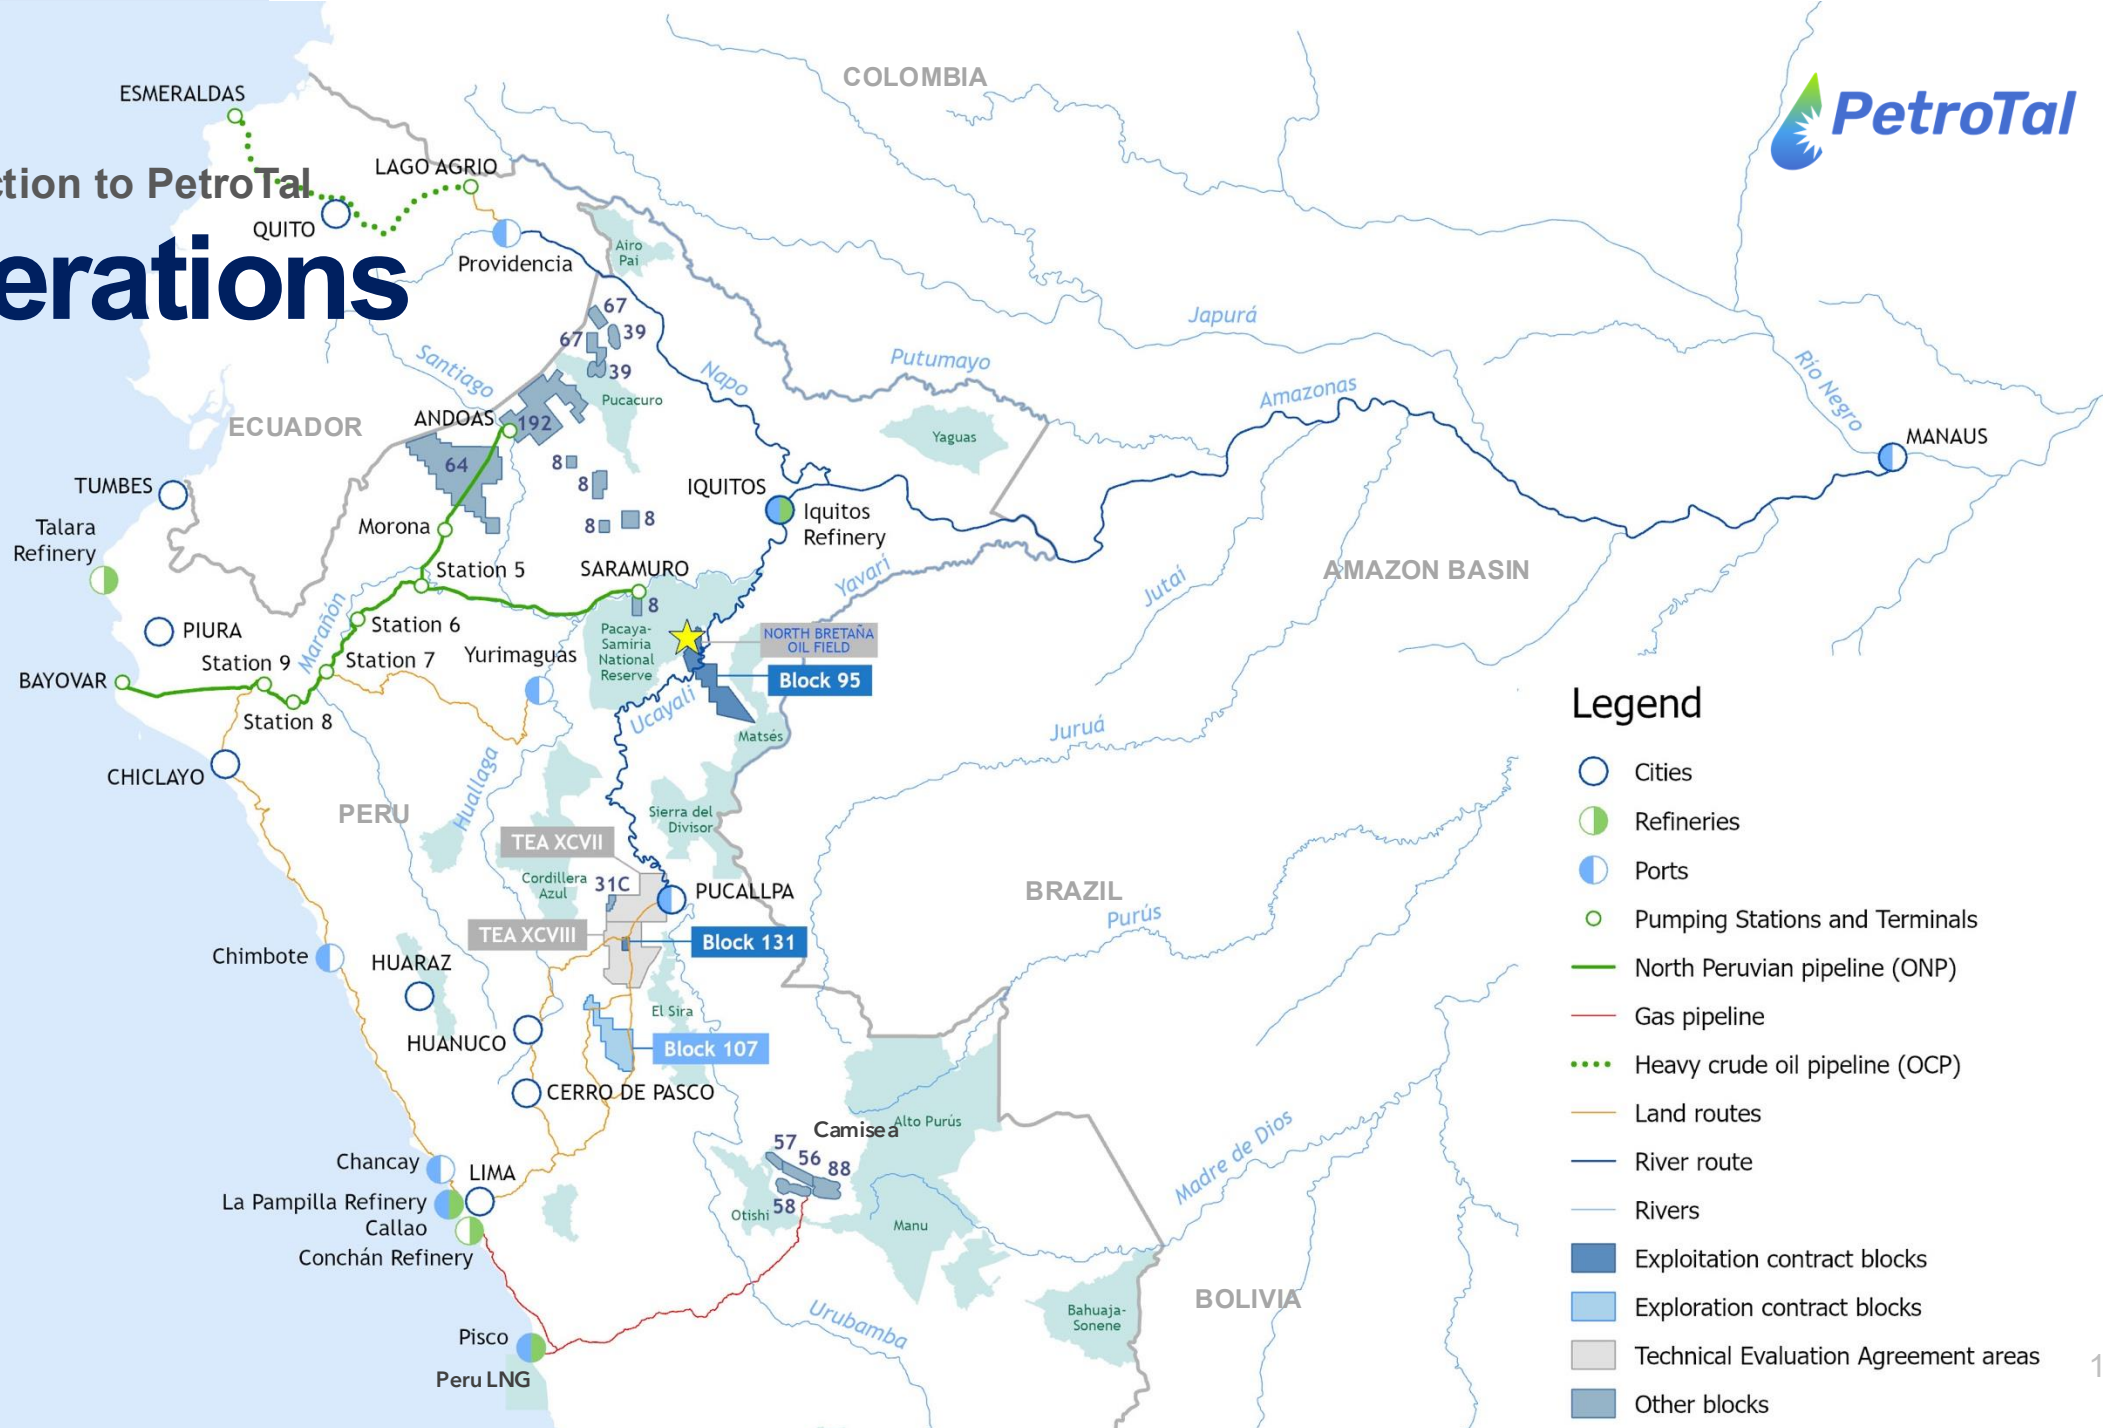 COLOMBIA
PetroTal
ESMERALDAS
LAGO AGRIO
ction to PetroTal
QUITO
erations
Providencia
Airo
Pai
67
39
67
39
Japurá
Putumayo
Santiago
Napo
Pucacuro
Amazonas
Río Negro
ECUADOR
ANDOAS
192
Yaguas
MANAUS
64
8
8
8
8
TUMBES
IQUITOS
Iquitos
Refinery
Talara
Refinery
Morona
Station 5
SARAMURO
Yavarí
Jutaí
AMAZON BASIN
8
Marañón
PIURA
Station 6
Pacaya-
Samiria
National
Reserve
NORTH BRETAÑA
OIL FIELD
Station 9
Station 7
Yurimaguas
BAYOVAR
Block 95
Station 8
Ucayali
Matsés
Juruá
CHICLAYO
Huallaga
PERU
Sierra del
Divisor
TEA XCVII
Cordillera
Azul
31C
PUCALLPA
BRAZIL
Purús
TEA XCVIII
Block 131
Chimbote
HUARAZ
El Sira
HUANUCO
Block 107
CERRO DE PASCO
Camisea
Alto Purús
57
56
88
58
Madre de Dios
Chancay
LIMA
La Pampilla Refinery
Callao
Conchán Refinery
Otishi
Manu
Pisco
Peru LNG
Urubamba
Bahuaja-
Sonene
BOLIVIA
Legend
Cities
Refineries
Ports
Pumping Stations and Terminals
North Peruvian pipeline (ONP)
Gas pipeline
Heavy crude oil pipeline (OCP)
Land routes
River route
Rivers
Exploitation contract blocks
Exploration contract blocks
Technical Evaluation Agreement areas
Other blocks
1